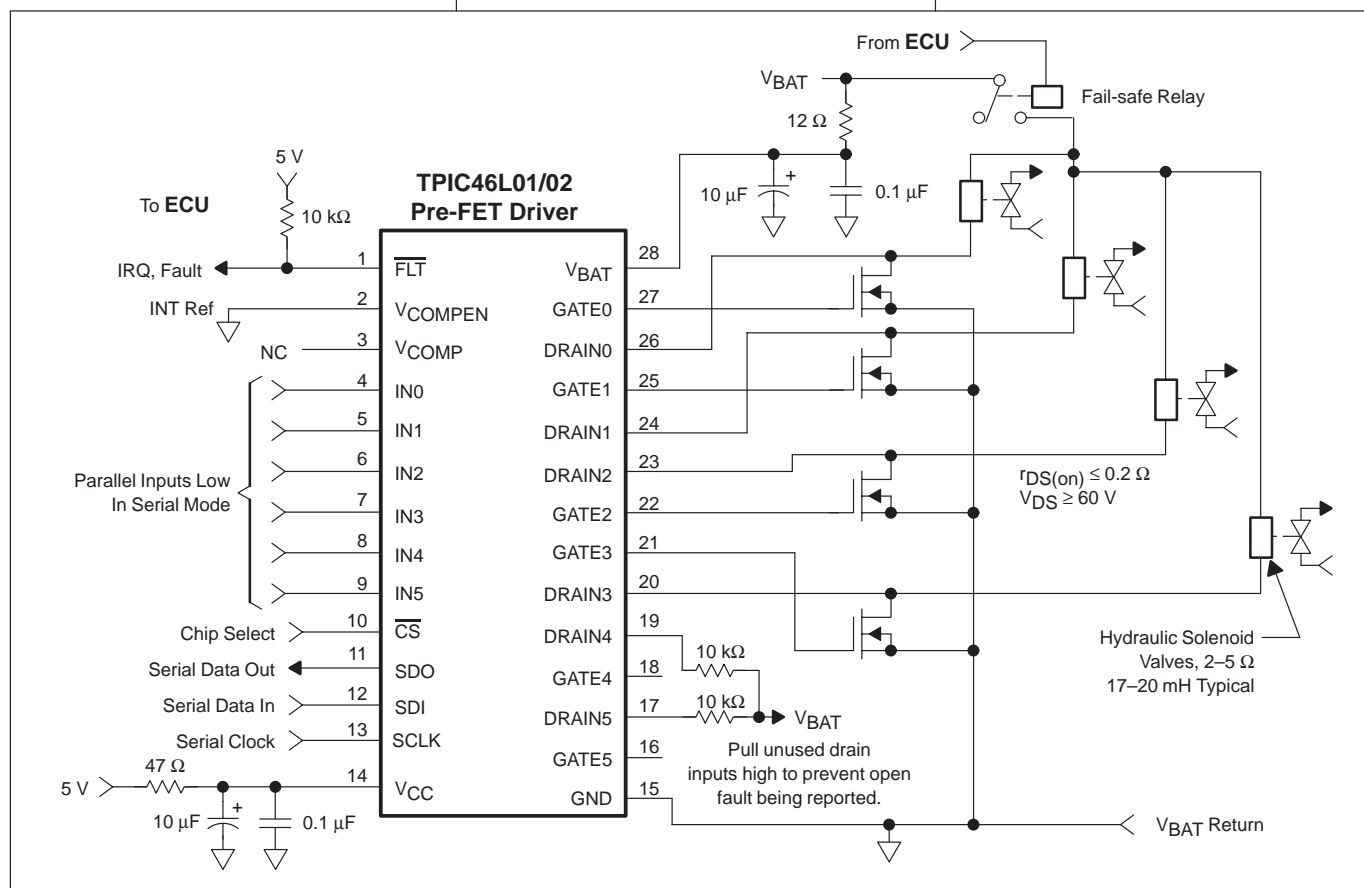 From ECU
VBAT
Fail-safe Relay
12 Ω
5 V
TPIC46L01/02
Pre-FET Driver
10 µF
+
0.1 µF
To ECU
10 kΩ
IRQ, Fault
1
FLT
VBAT
28
INT Ref
2
VCOMPEN
GATE0
27
NC
3
VCOMP
DRAIN0
26
4
IN0
GATE1
25
5
IN1
DRAIN1
24
6
IN2
DRAIN2
23
Parallel Inputs Low
In Serial Mode
7
IN3
GATE2
22
rDS(on) ≤ 0.2 Ω
VDS ≥ 60 V
8
IN4
GATE3
21
9
IN5
DRAIN3
20
Chip Select
10
CS
DRAIN4
19
10 kΩ
Hydraulic Solenoid
Valves, 2–5 Ω
17–20 mH Typical
Serial Data Out
11
SDO
GATE4
18
Serial Data In
12
SDI
DRAIN5
17
10 kΩ
VBAT
Serial Clock
13
SCLK
GATE5
16
Pull unused drain
inputs high to prevent open
fault being reported.
5 V
47 Ω
14
VCC
GND
15
10 µF
+
0.1 µF
VBAT Return